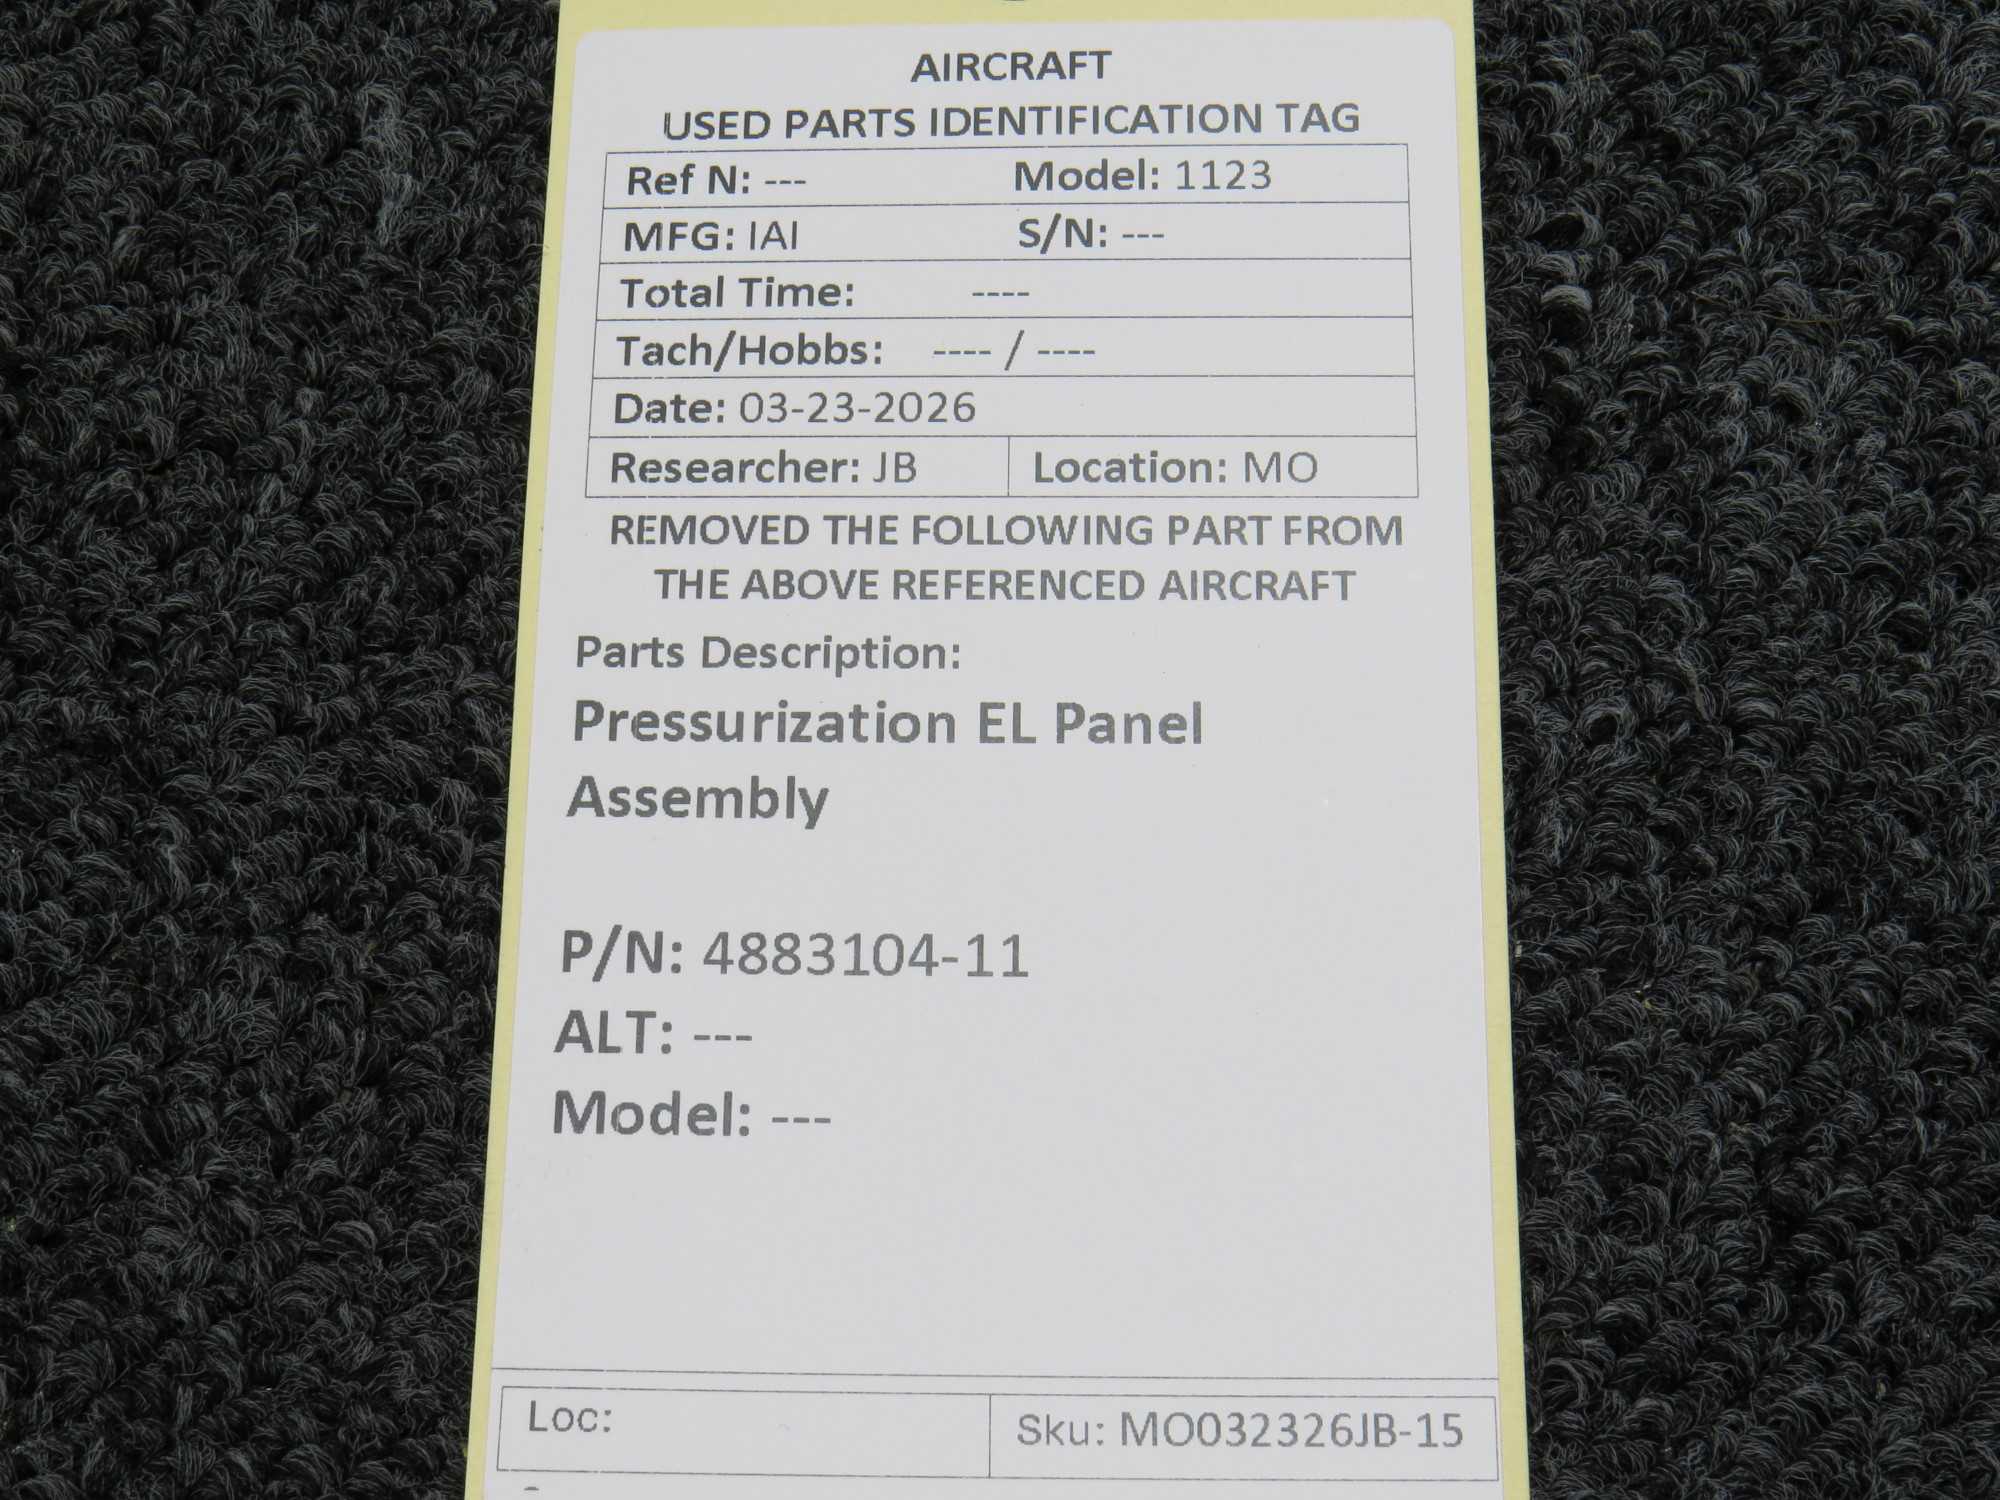 AIRCRAFT
USED PARTS IDENTIFICATION TAG
Ref N: --- Model: 1123
MFG: IAI S/N: ---
Total Time: ----
Tach/Hobbs: ---- / ----
Date: 03-23-2026
Researcher: JB Location: MO
REMOVED THE FOLLOWING PART FROM
THE ABOVE REFERENCED AIRCRAFT
Parts Description:
Pressurization EL Panel
Assembly
P/N: 4883104-11
ALT: ---
Model: ---
Loc: Sku: MO032326JB-15